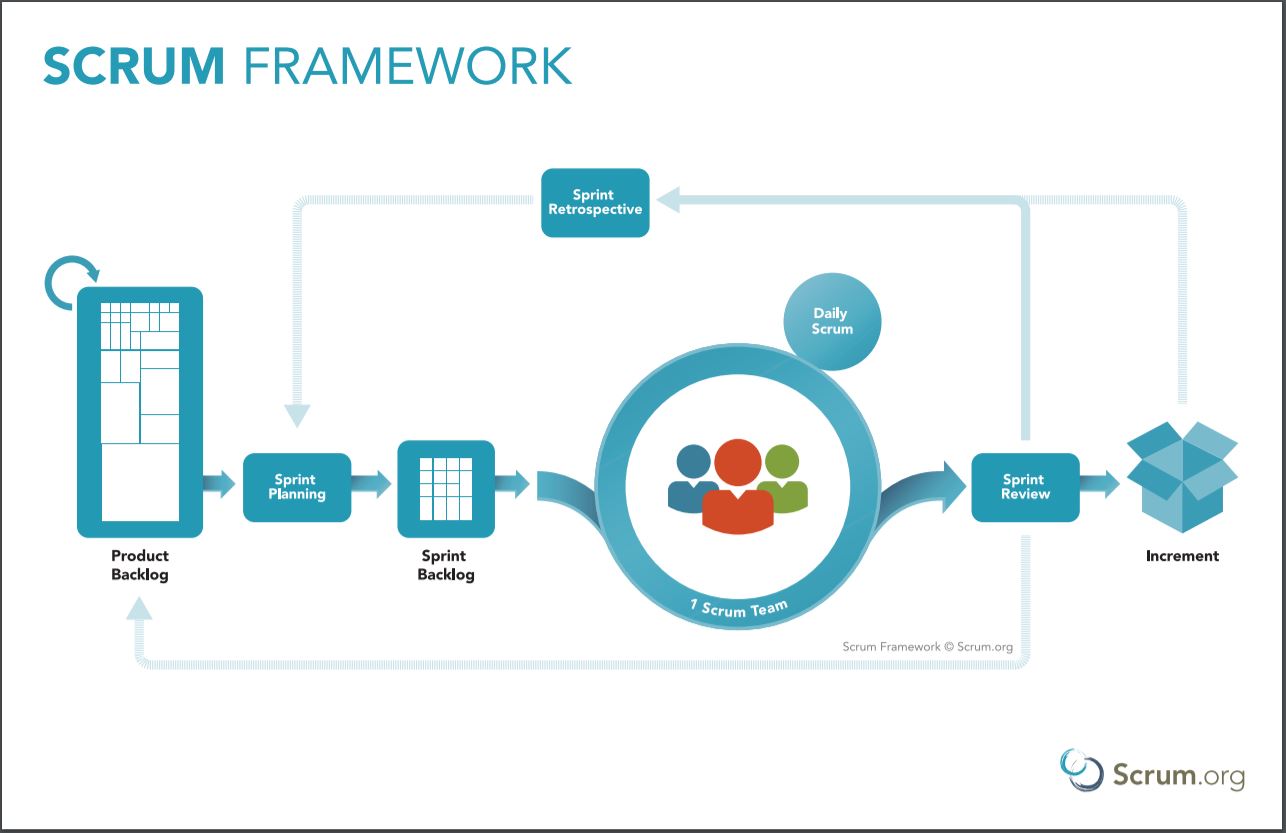 SCRUM FRAMEWORK
Sprint
Retrospective
Daily
Scrum
Sprint
Planning
Sprint
Review
Product
Backlog
Sprint
Backlog
Increment
1 Scrum Team
Scrum Framework © Scrum.org
Scrum.org